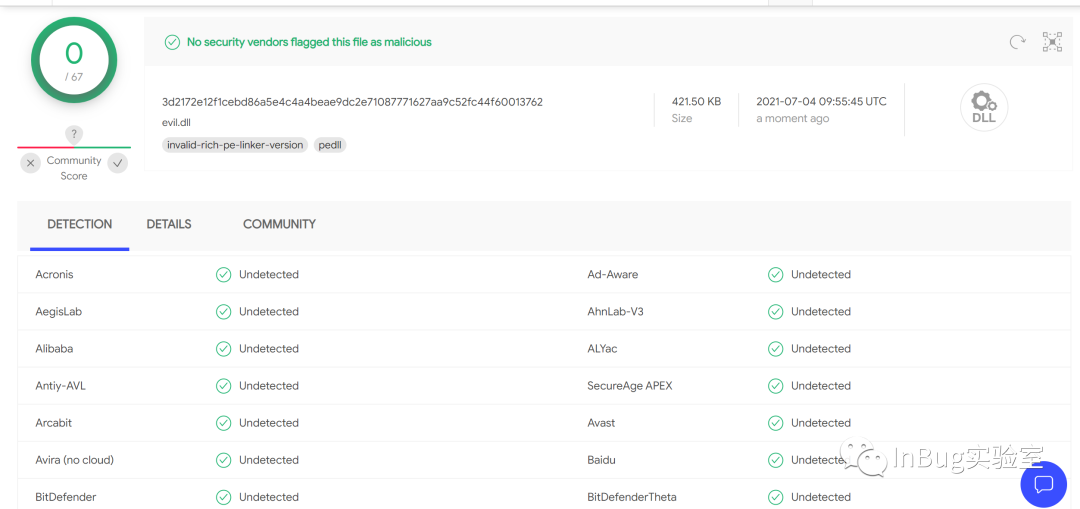 0
/ 67
?
Community
Score
No security vendors flagged this file as malicious
3d2172e12f1cebd86a5e4c4a4beae9dc2e71087771627aa9c52fc44f60013762
evil.dll
invalid-rich-pe-linker-version pedll
421.50 KB
Size
2021-07-04 09:55:45 UTC
a moment ago
DLL
DETECTION DETAILS COMMUNITY
Acronis Undetected Ad-Aware Undetected
AegisLab Undetected AhnLab-V3 Undetected
Alibaba Undetected ALYac Undetected
Antiy-AVL Undetected SecureAge APEX Undetected
Arcabit Undetected Avast Undetected
Avira (no cloud) Undetected Baidu Undetected
InBug实验室
BitDefender Undetected BitDefenderTheta Undetected